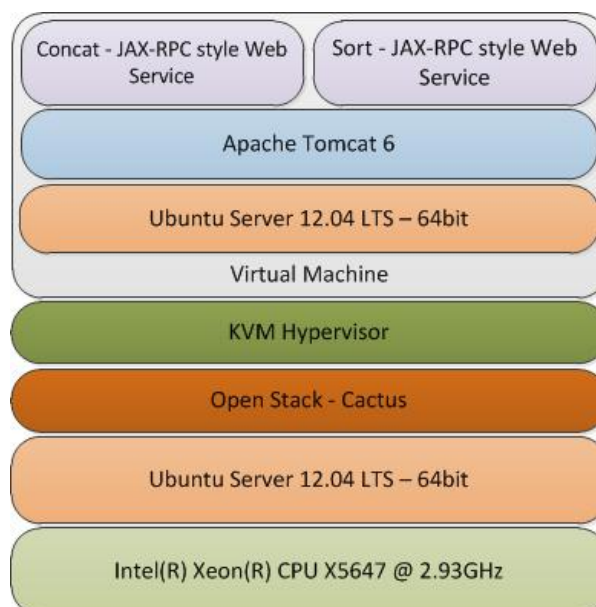 Concat - JAX-RPC style Web
Service
Sort - JAX-RPC style Web
Service
Apache Tomcat 6
Ubuntu Server 12.04 LTS – 64bit
Virtual Machine
KVM Hypervisor
Open Stack - Cactus
Ubuntu Server 12.04 LTS – 64bit
Intel(R) Xeon(R) CPU X5647 @ 2.93GHz